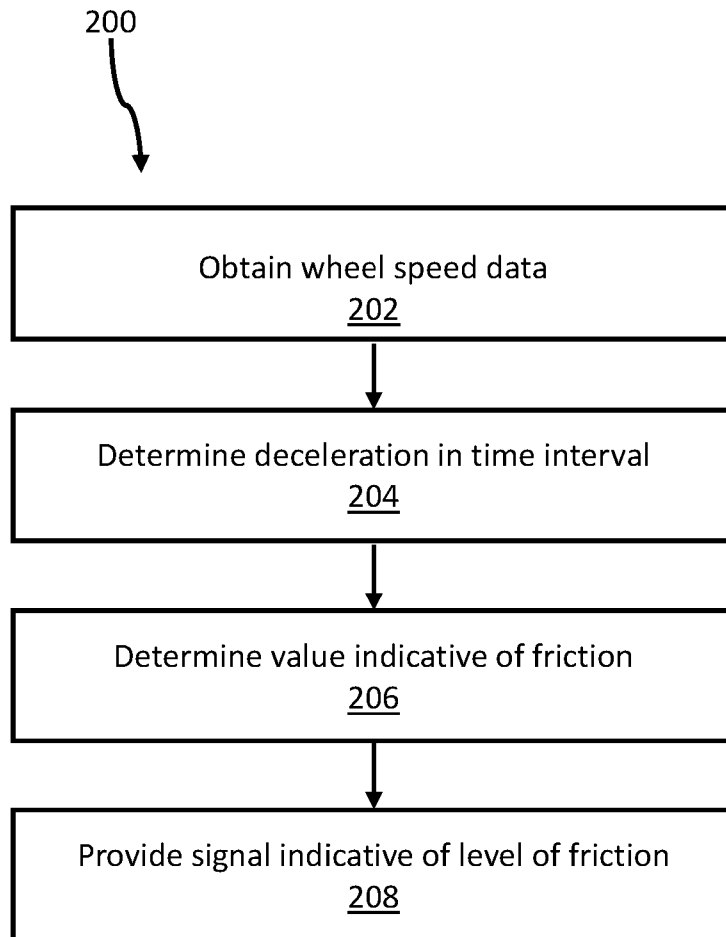 200
Obtain wheel speed data
202
Determine deceleration in time interval
204
Determine value indicative of friction
206
Provide signal indicative of level of friction
208